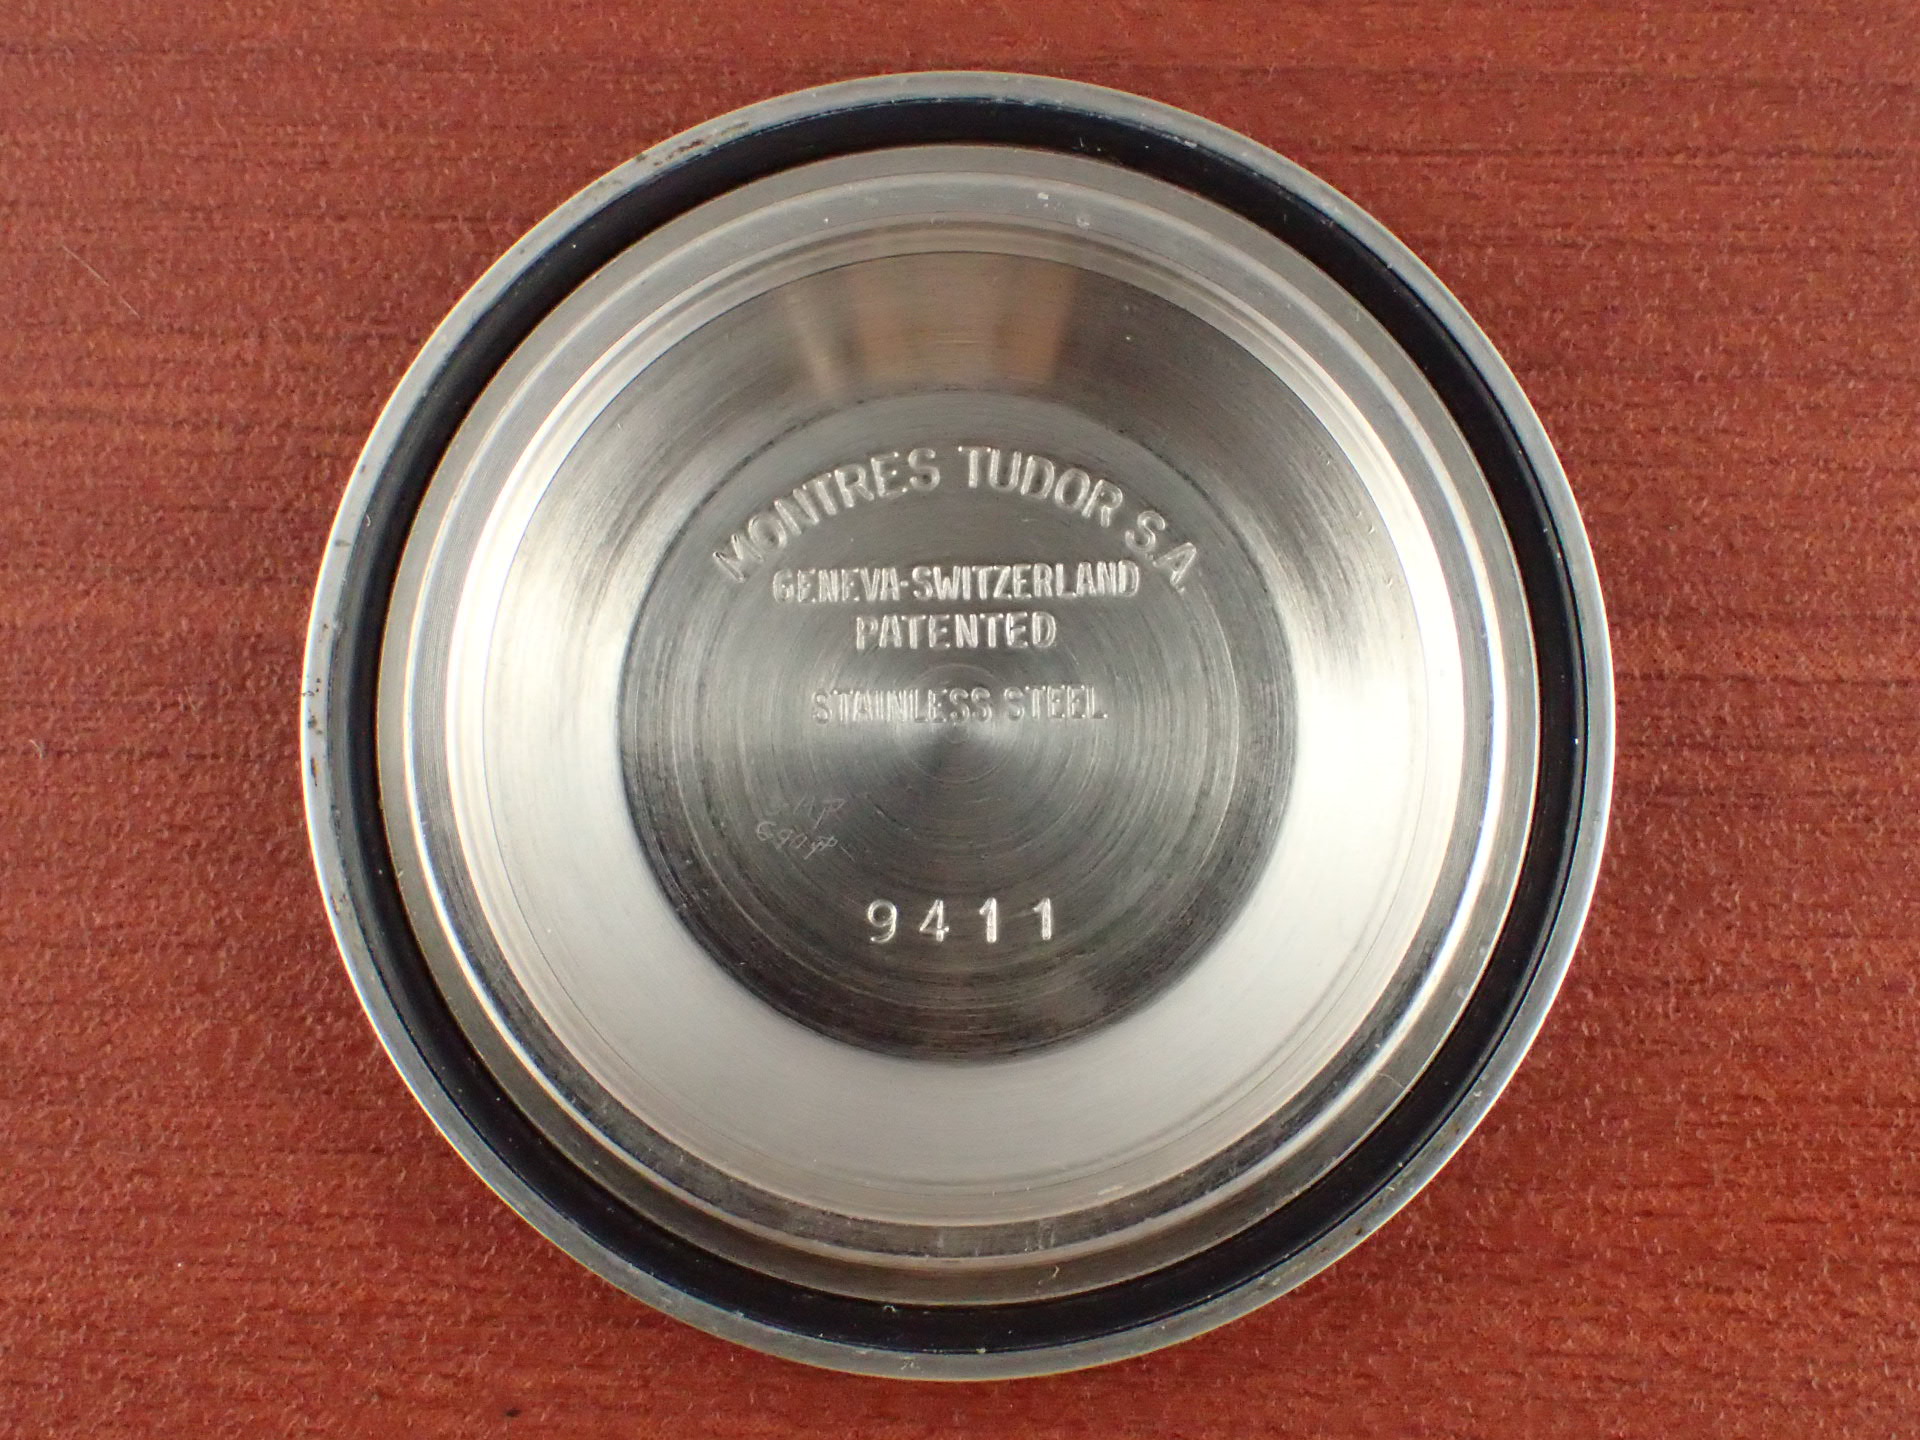 MONTRES TUDOR S.A.
GENEVA-SWITZERLAND
PATENTED
STAINLESS STEEL
9411